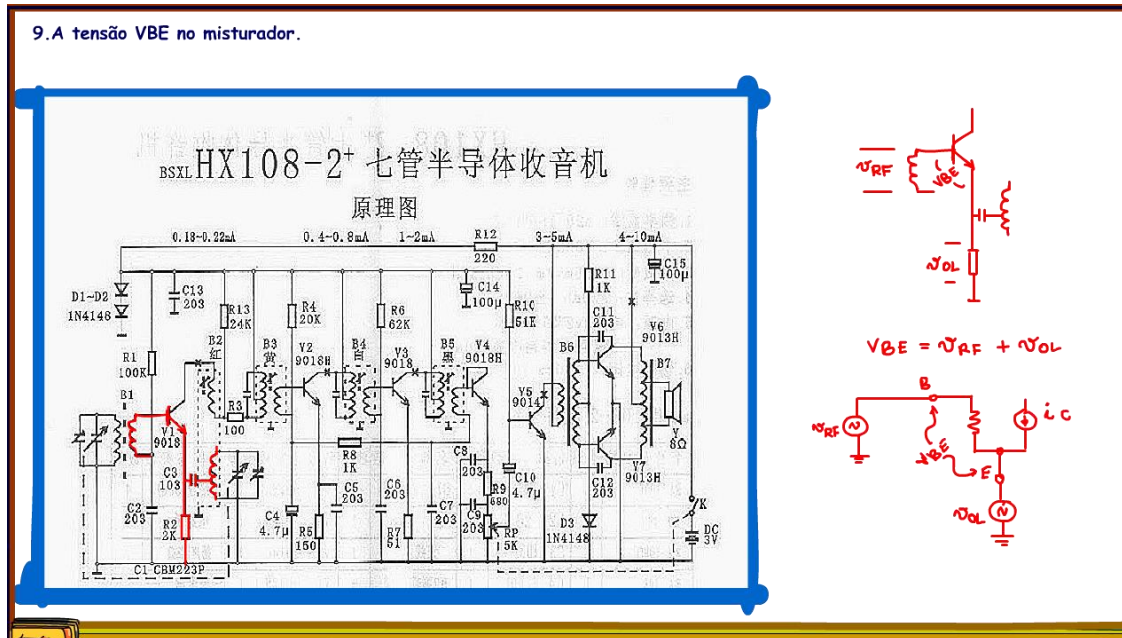 9.A tensão VBE no misturador.
BSXL HX108-2+ 七管半导体收音机
原理图
0.18~0.22mA 0.4~0.8mA 1~2mA R12 3~5mA 4~10mA
220
C15
100μ
D1~D2
1N4148
C13
203
R13
24K
R4
20K
R6
62K
C14
100μ
R10
51K
R11
1K
C11
203
V6
9013H
R1
100K
B2
红
B3
黄
V2
9018H
B4
白
V3
9018
B5
黑
V4
9018H
B6
B7
B1
V1
9018
R3
100
V5
9014
V
8Ω
C3
103
R8
1K
C8
203
C10
4.7μ
C12
203
V7
9013H
C2
203
R2
2K
C4
4.7μ
R5
150
C5
203
C6
203
R7
51
C7
203
R9
680
C9
203
RP
5K
D3
1N4148
K
DC
3V
C1 CBM223P
VRF
VBE
VOL
VBE = VRF + VOL
B
VRF
VBE
ic
E
VOL